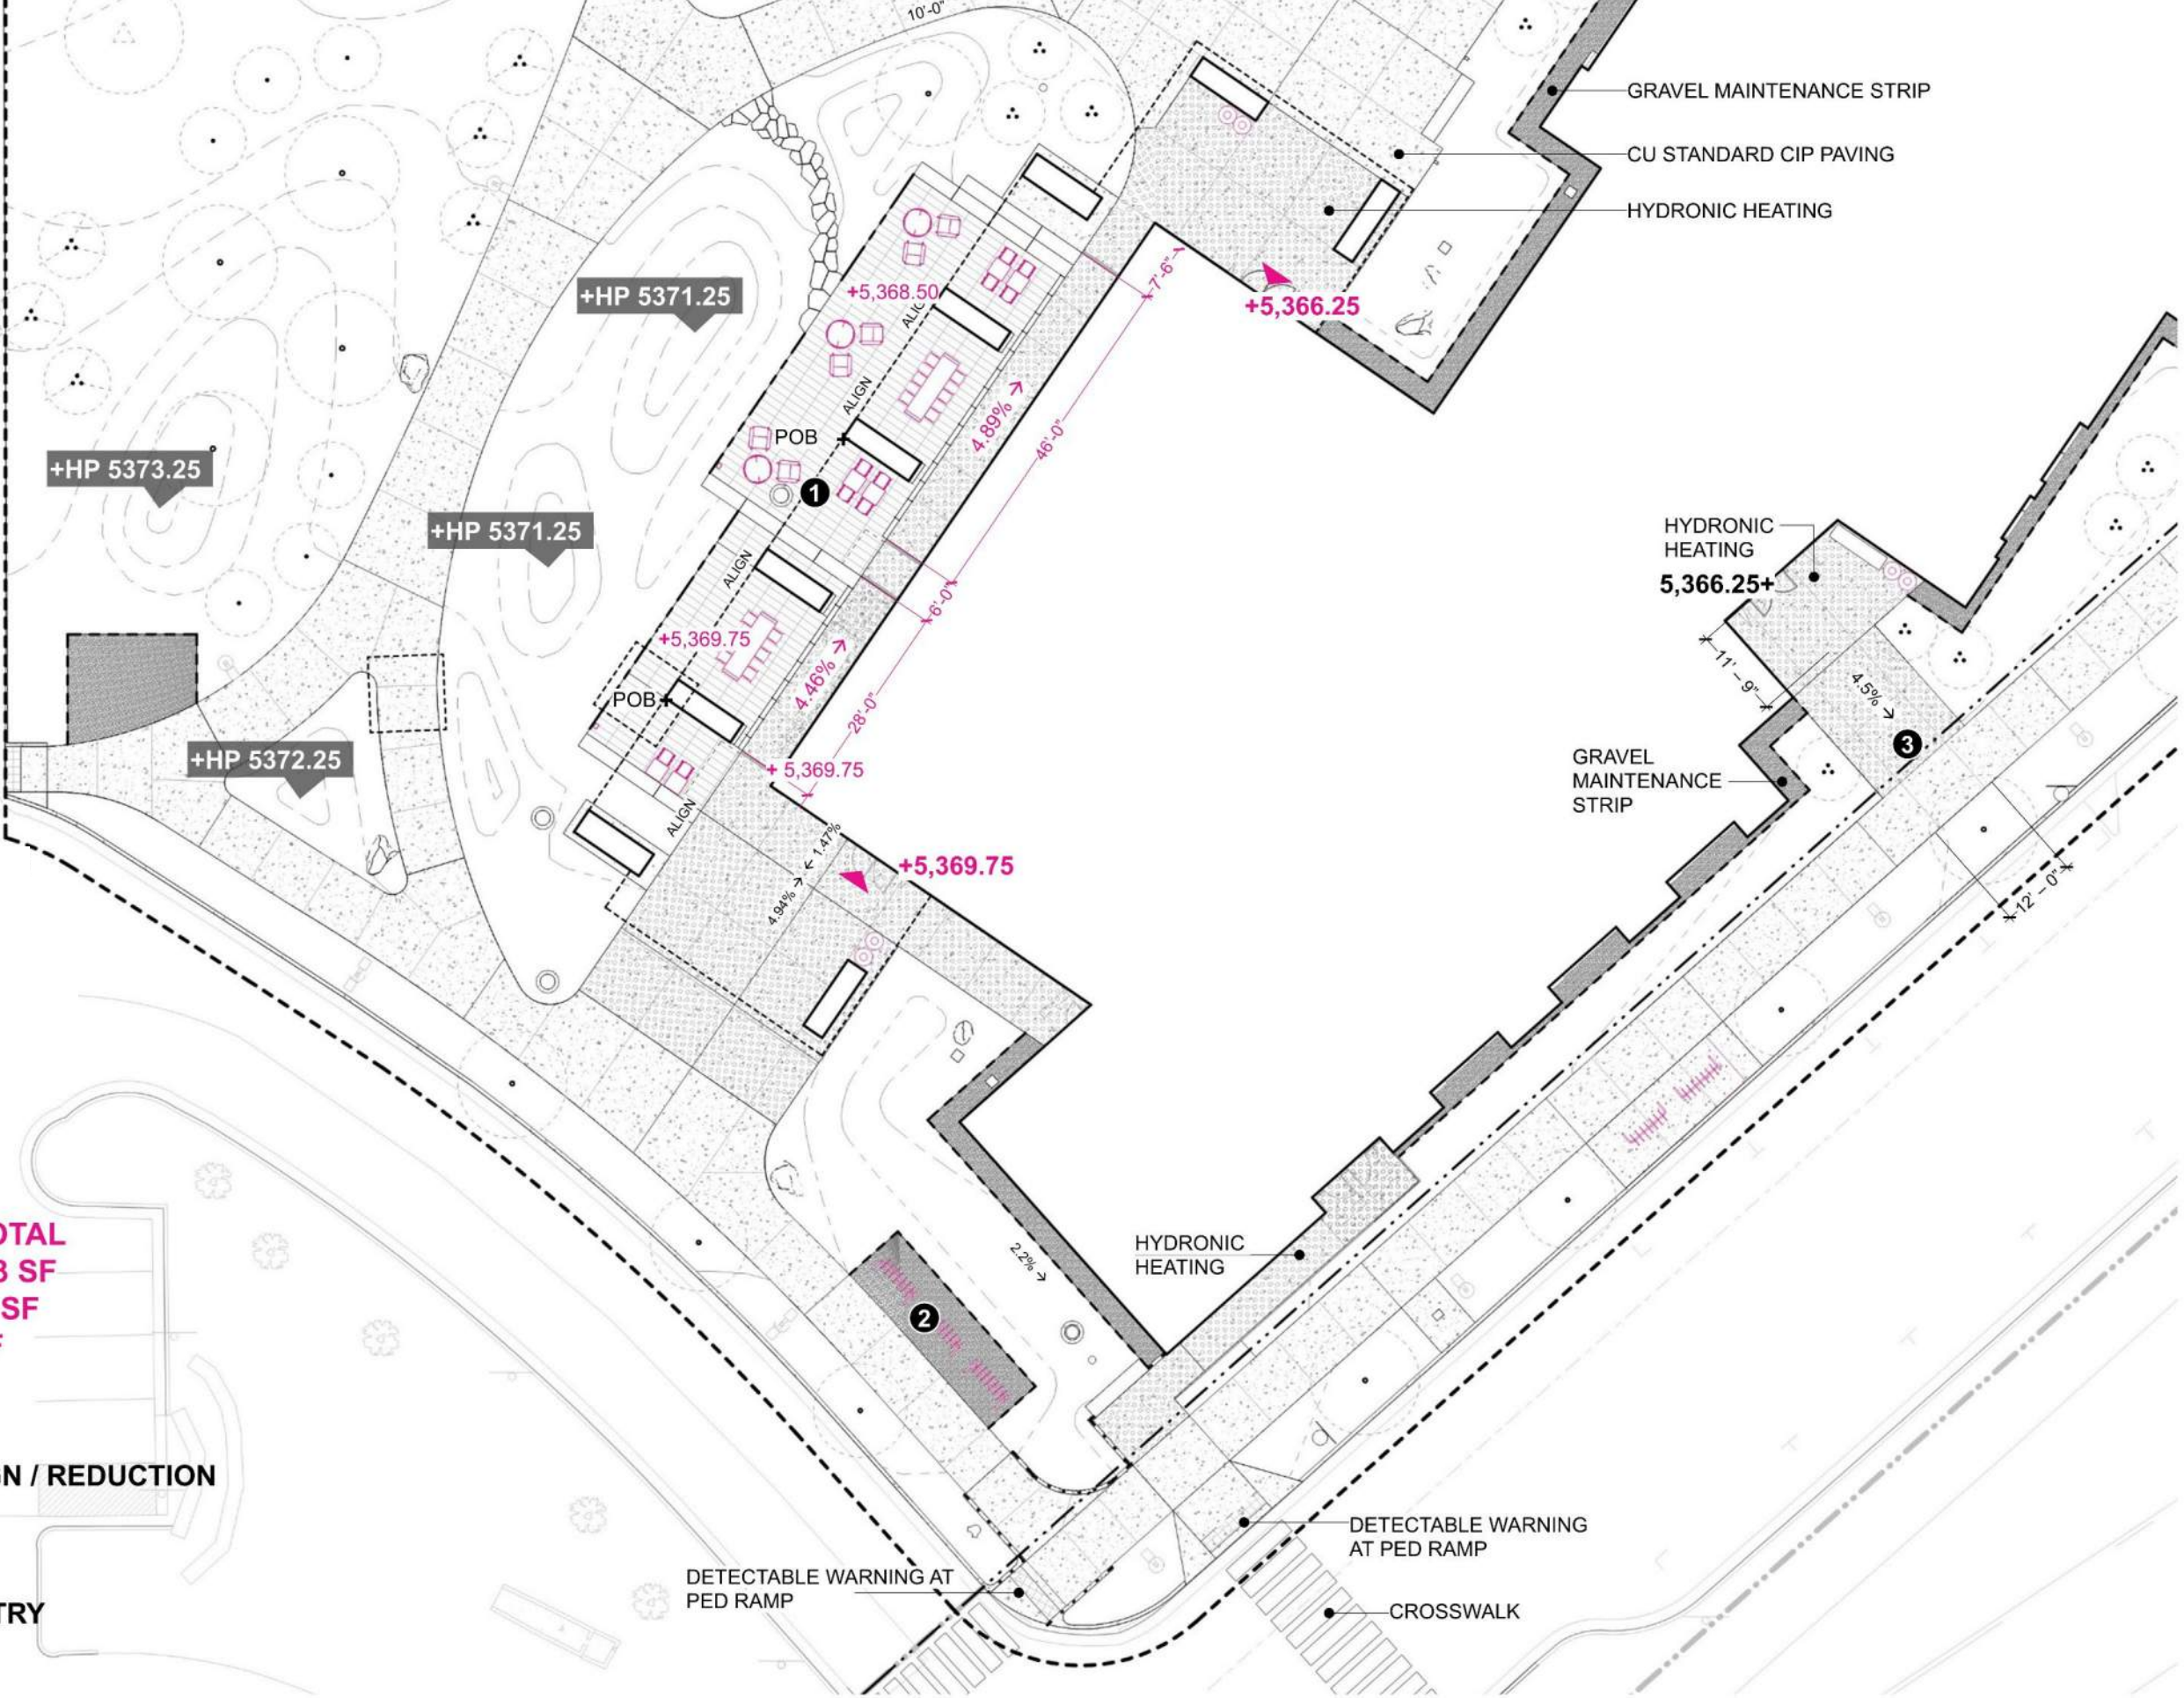 10'-0"
GRAVEL MAINTENANCE STRIP
CU STANDARD CIP PAVING
HYDRONIC HEATING
+HP 5371.25
+5,368.50
ALIGN
7'-6"
+5,366.25
ALIGN
4.89% →
46'-0"
POB
1
+HP 5373.25
+HP 5371.25
HYDRONIC
HEATING
5,366.25+
ALIGN
6'-0"
+5,369.75
4.46% →
11' – 9"
4.5% →
POB
28'-0"
3
+HP 5372.25
+ 5,369.75
GRAVEL
MAINTENANCE
STRIP
ALIGN
4.94% → ← 1.47%
+5,369.75
12' – 0"
SF
SF
HYDRONIC
HEATING
2.2% →
2
/ REDUCTION
DETECTABLE WARNING
AT PED RAMP
DETECTABLE WARNING AT
PED RAMP
CROSSWALK